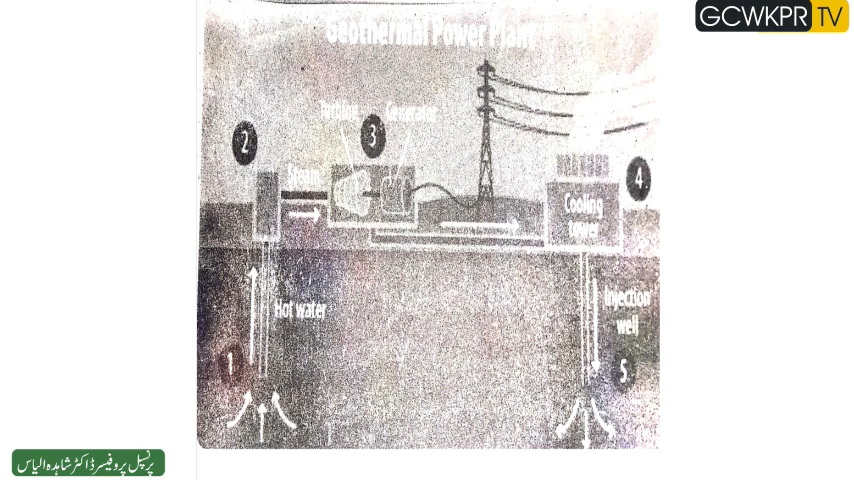 GCWKPR TV
Geothermal Power Plant
Turbine
Generator
2
3
4
Steam
Cooling
tower
Hot water
Injection
well
1
5
پرنسپل پروفیسر ڈاکٹر شاہدہ الیاس